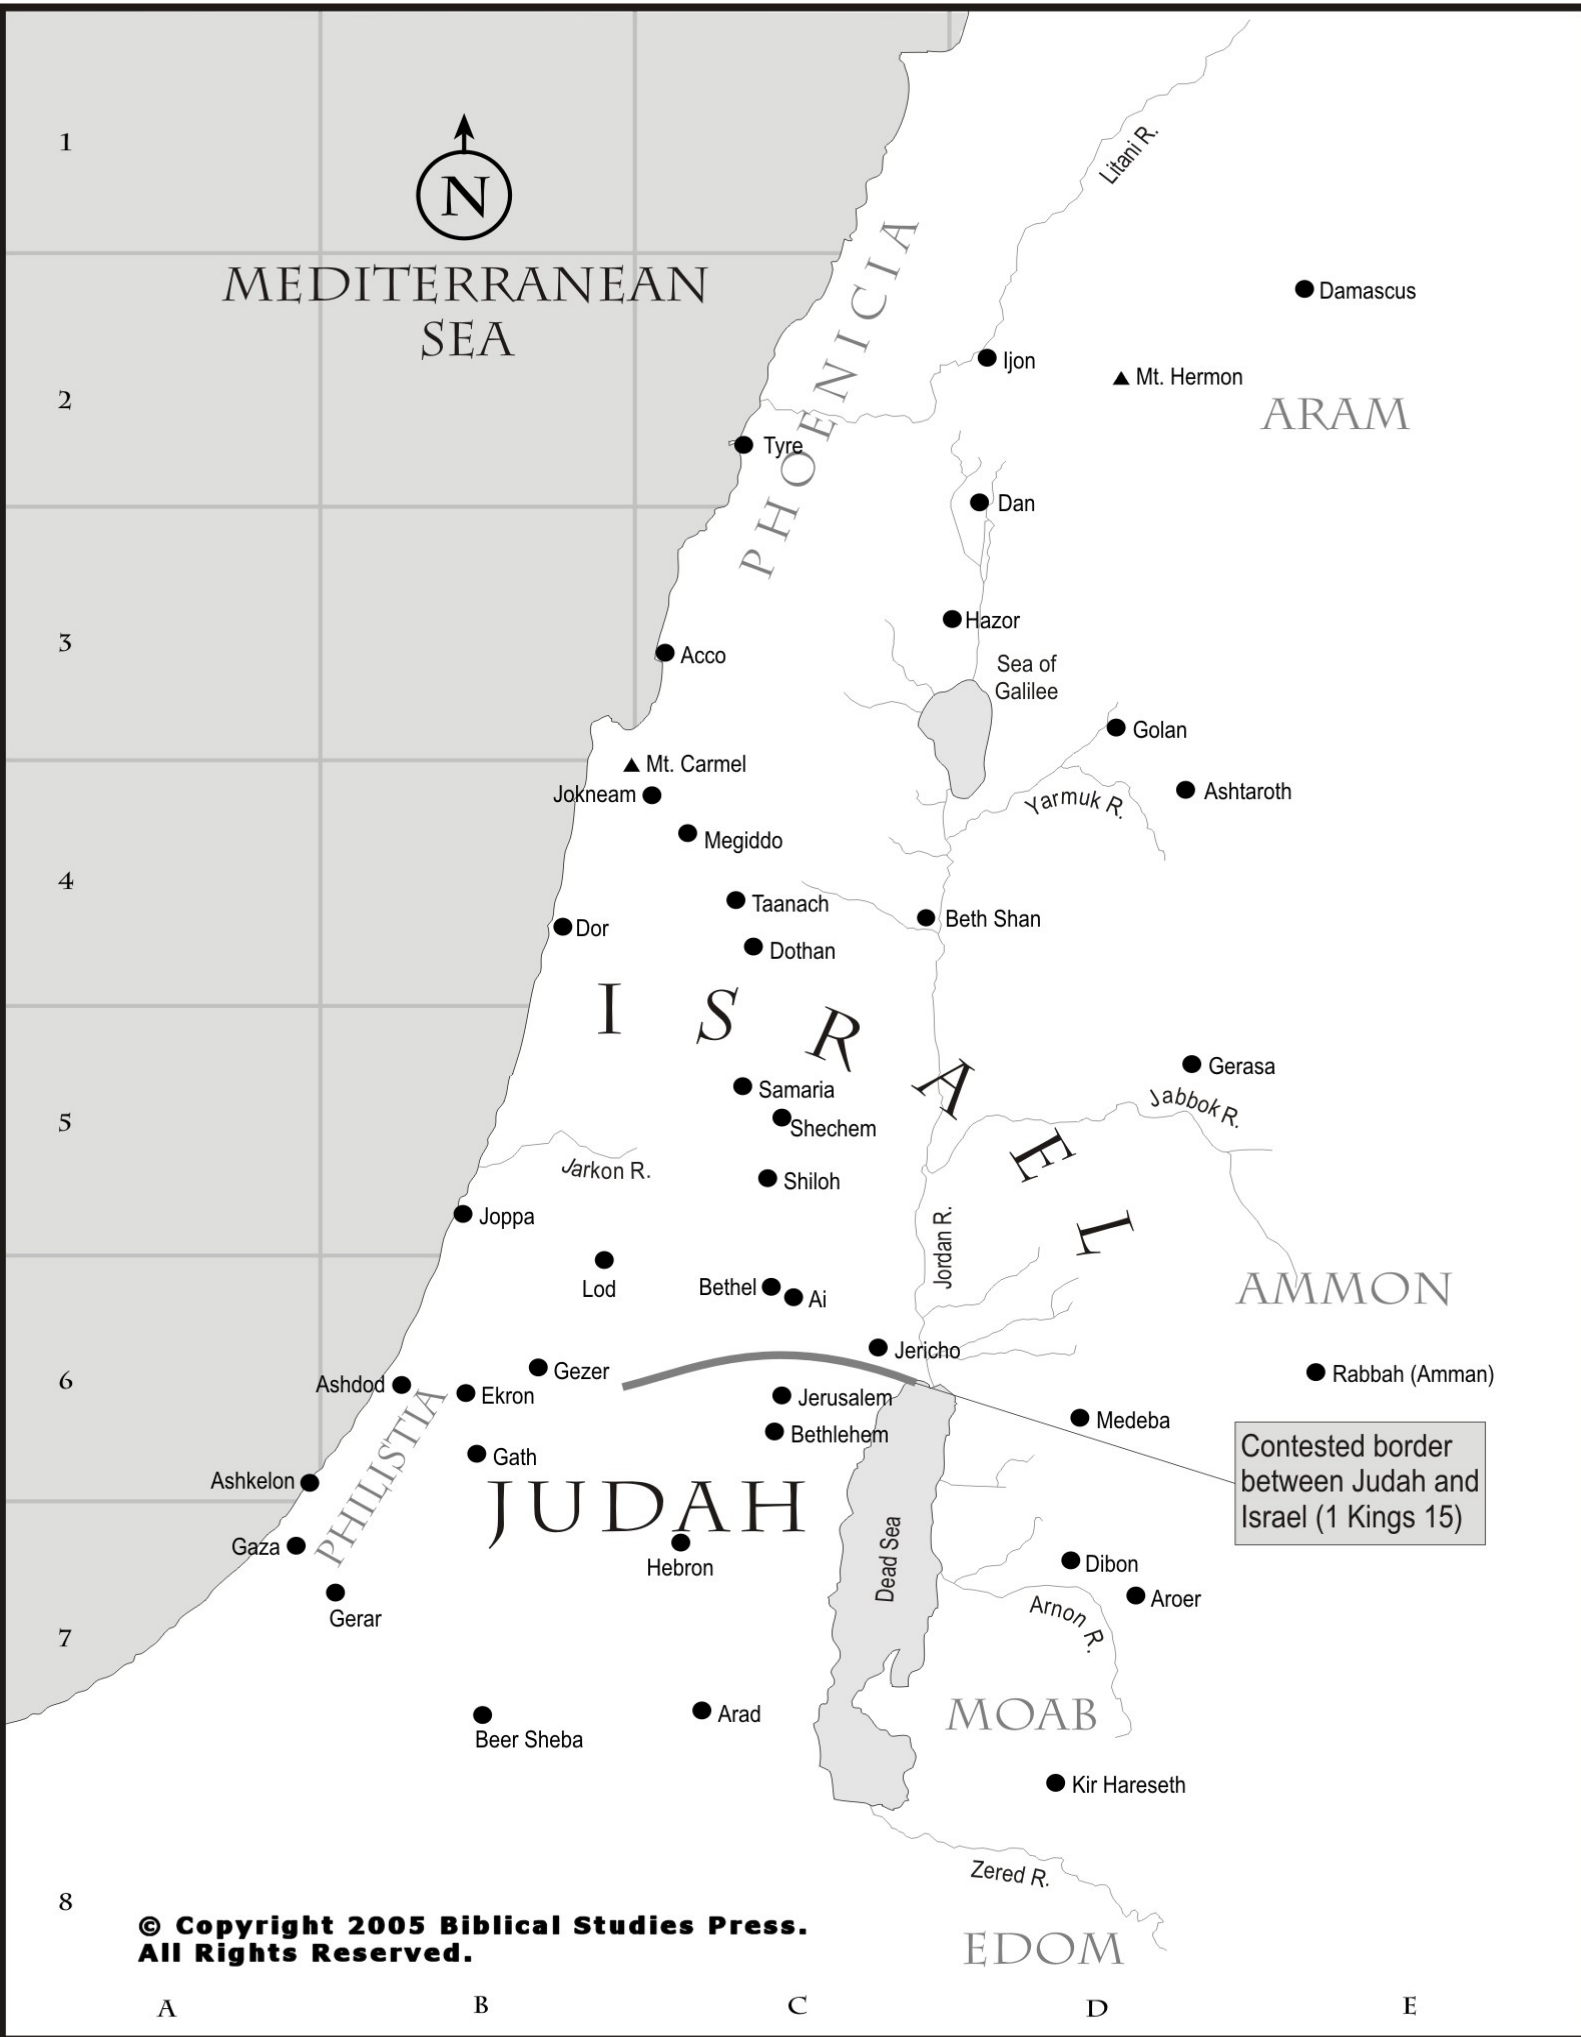 1
N
MEDITERRANEAN
SEA
PHOENICIA
Litani R.
Damascus
Ijon
Mt. Hermon
2
ARAM
Tyre
Dan
3
Hazor
Acco
Sea of
Galilee
Golan
Mt. Carmel
Jokneam
Ashtaroth
Yarmuk R.
Megiddo
4
Taanach
Beth Shan
Dor
Dothan
ISRAEL
Gerasa
Samaria
Jabbok R.
5
Shechem
Jarkon R.
Shiloh
Joppa
Jordan R.
Lod
Bethel
Ai
AMMON
Jericho
6
Gezer
Ashdod
Ekron
Jerusalem
Rabbah (Amman)
Medeba
Bethlehem
Contested border
between Judah and
Israel (1 Kings 15)
Gath
Ashkelon
PHILISTIA
JUDAH
Gaza
Hebron
Dead Sea
Dibon
Aroer
Gerar
Arnon R.
7
Arad
MOAB
Beer Sheba
Kir Hareseth
Zered R.
8
© Copyright 2005 Biblical Studies Press.
All Rights Reserved.
EDOM
A B C D E